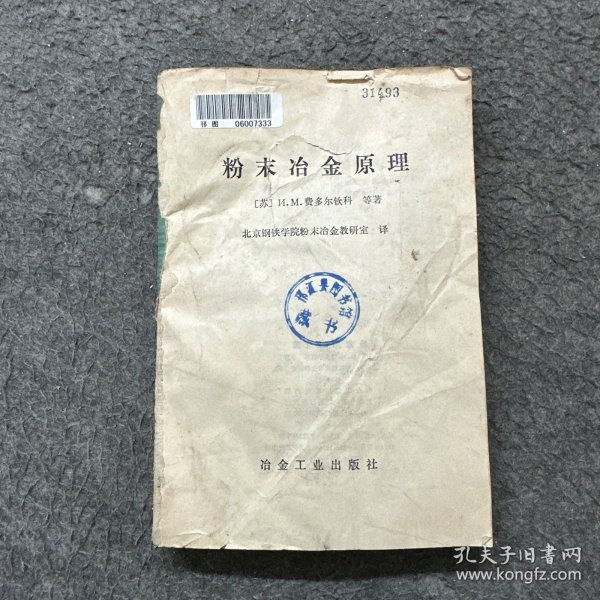 31493
祁图 06007333
粉末冶金原理
〔苏〕И.М.费多尔钦科 等著
北京钢铁学院粉末冶金教研室 译
冶金工业出版社
孔夫子旧书网
www.kongfz.com